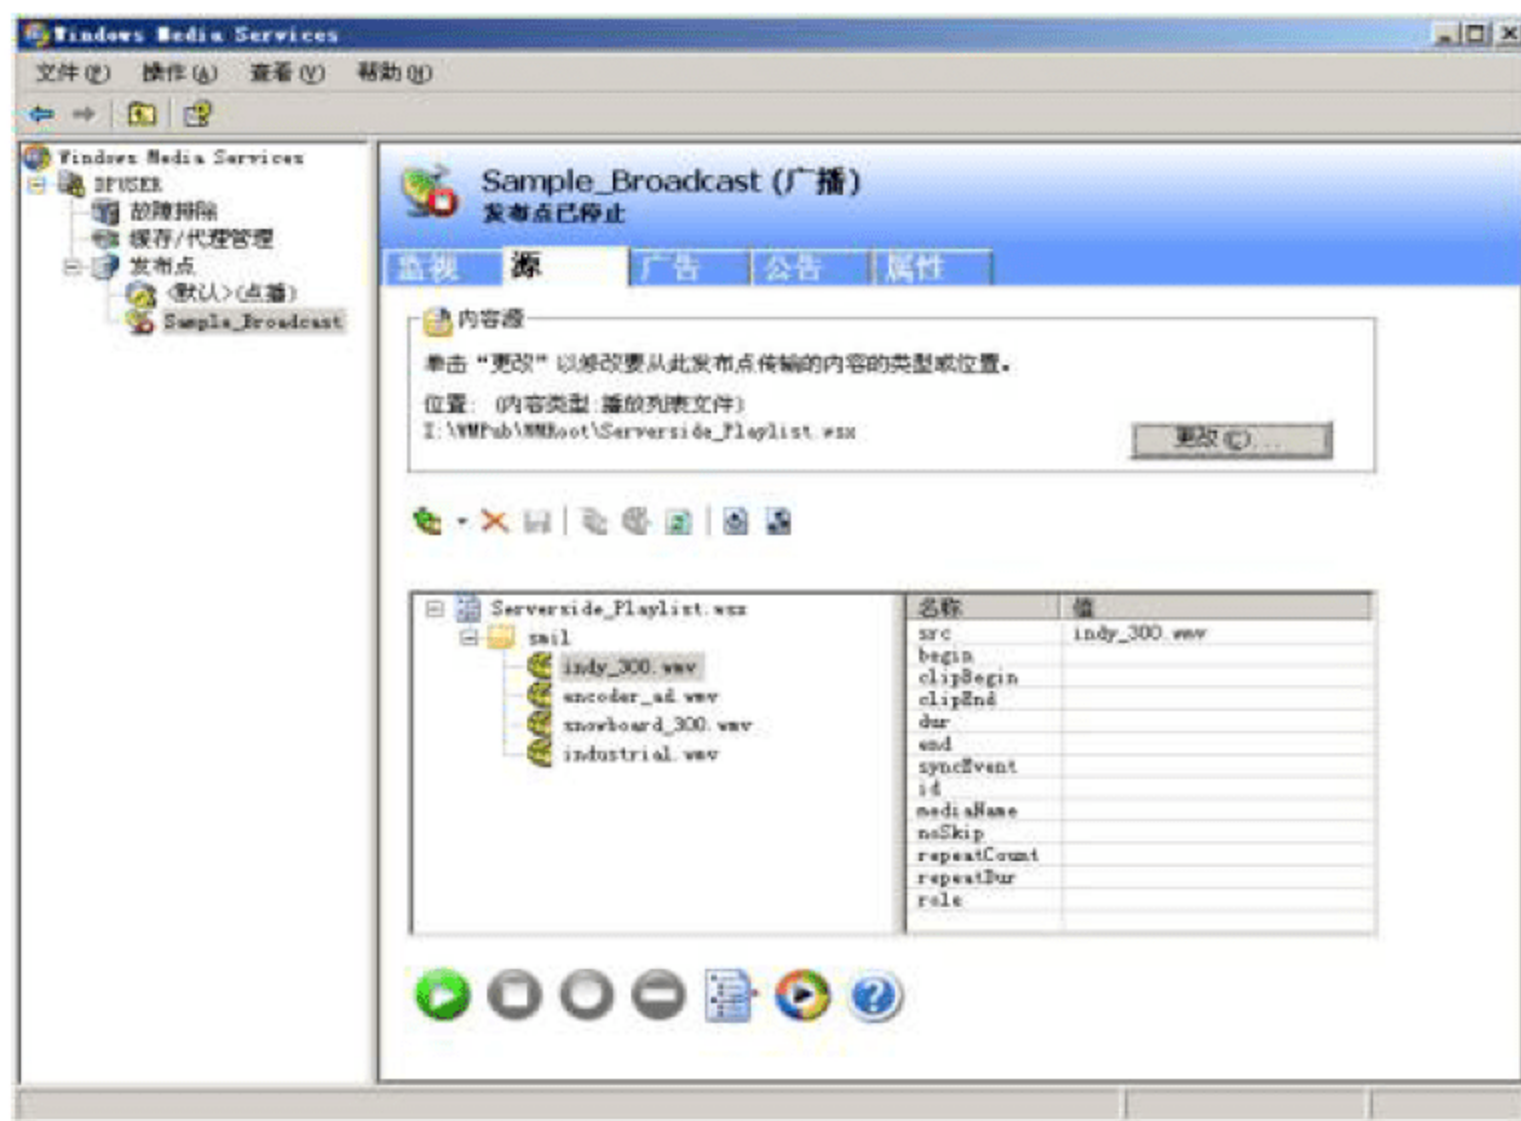 Windows Media Services
文件(F) 操作(A) 查看(V) 帮助(H)
Windows Media Services
故障排除
缓存/代理管理
发布点
<默认>(点播)
Sample_Broadcast
Sample_Broadcast (广播)
发布点已停止
监视 源 广告 公告 属性
内容源
单击“更改”以修改要从此发布点传输的内容的类型或位置。
位置: (内容类型:播放列表文件)
I:\WMPub\WMRoot\Serverside_Playlist.wsx
更改(C)...
Serverside_Playlist.wsx
smil
indy_300.wmv
encoder_ad.wmv
snowboard_300.wmv
industrial.wmv
名称 值
src indy_300.wmv
begin
clipBegin
clipEnd
dur
end
syncEvent
id
mediaName
noSkip
repeatCount
repeatDur
role